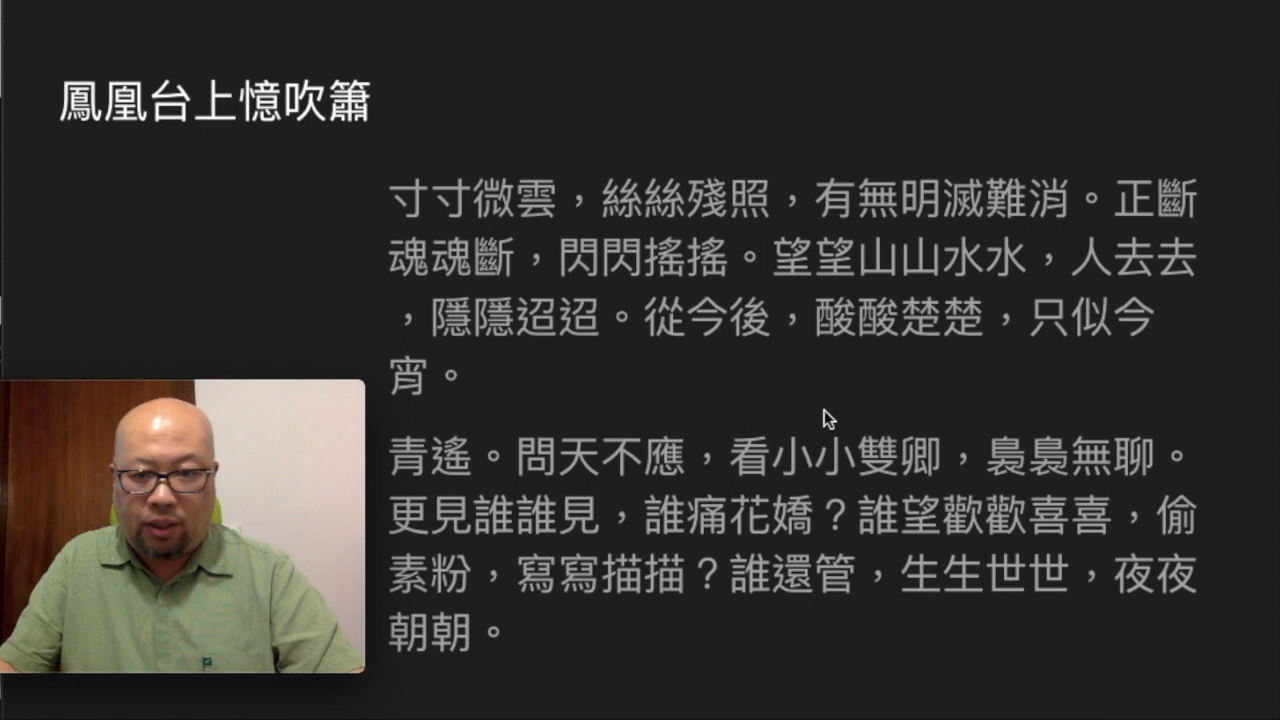 鳳凰台上憶吹簫
寸寸微雲，絲絲殘照，有無明滅難消。正斷
魂魂斷，閃閃搖搖。望望山山水水，人去去
，隱隱迢迢。從今後，酸酸楚楚，只似今
宵。
青遙。問天不應，看小小雙卿，裊裊無聊。
更見誰誰見，誰痛花嬌？誰望歡歡喜喜，偷
素粉，寫寫描描？誰還管，生生世世，夜夜
朝朝。